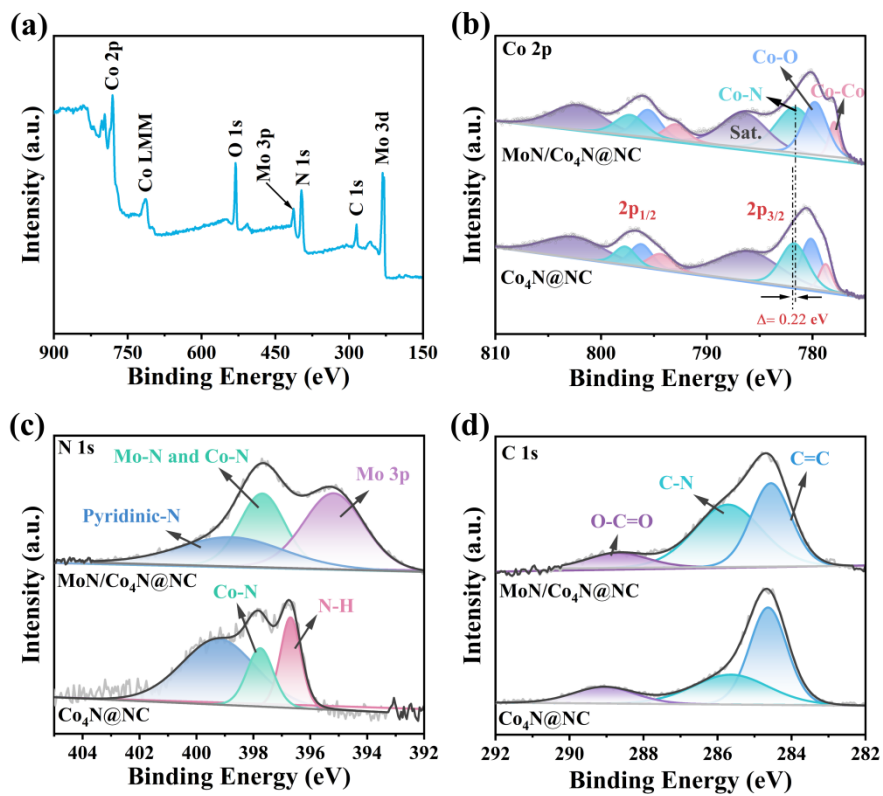 (a)
Intensity (a.u.)
Co 2p
Co LMM
O 1s
Mo 3p
N 1s
C 1s
Mo 3d
900 750 600 450 300 150
Binding Energy (eV)
(b)
Intensity (a.u.)
Co 2p
Co-O
Co-N
Co-Co
Sat.
MoN/Co₄N@NC
2p₁/₂
2p₃/₂
Co₄N@NC
Δ= 0.22 eV
810 800 790 780
Binding Energy (eV)
(c)
Intensity (a.u.)
N 1s
Mo-N and Co-N
Mo 3p
Pyridinic-N
MoN/Co₄N@NC
Co-N
N-H
Co₄N@NC
404 402 400 398 396 394 392
Binding Energy (eV)
(d)
Intensity (a.u.)
C 1s
C=C
C-N
O-C=O
MoN/Co₄N@NC
Co₄N@NC
292 290 288 286 284 282
Binding Energy (eV)